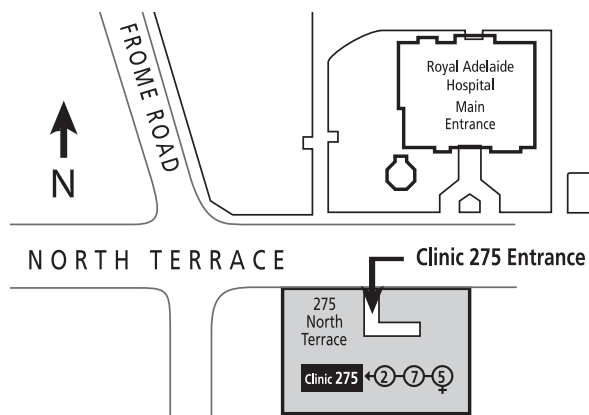 FROME ROAD
Royal Adelaide
Hospital
Main
Entrance
N
NORTH TERRACE
Clinic 275 Entrance
275
North
Terrace
Clinic 275
2 7 5